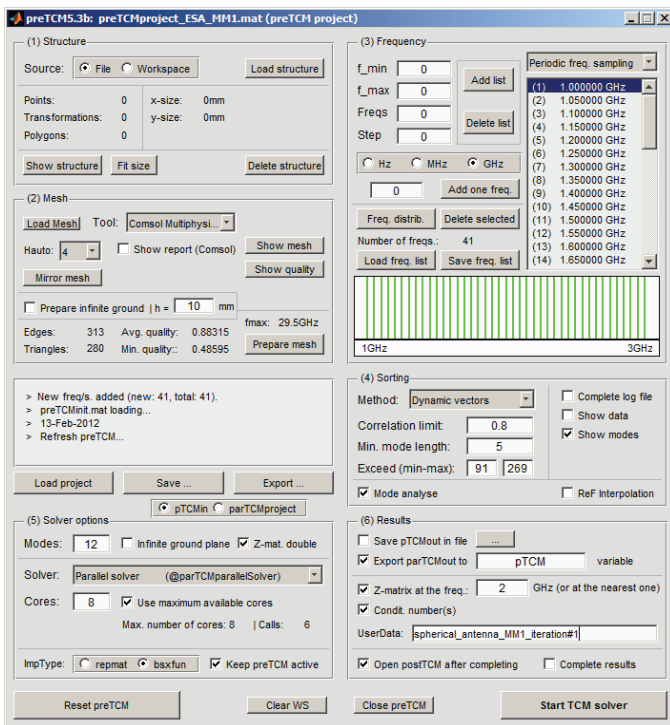 preTCM5.3b: preTCMproject_ESA_MM1.mat (preTCM project)
(1) Structure
Source: File Workspace Load structure
Points: 0 x-size: 0mm
Transformations: 0 y-size: 0mm
Polygons: 0
Show structure Fit size Delete structure
(2) Mesh
Load Mesh Tool: Comsol Multiphysi...
Hauto: 4 Show report (Comsol) Show mesh
Mirror mesh Show quality
Prepare infinite ground | h = 10 mm
fmax: 29.5GHz
Edges: 313 Avg. quality: 0.88315
Triangles: 280 Min. quality:: 0.48595 Prepare mesh
> New freq/s. added (new: 41, total: 41).
> preTCMinit.mat loading...
> 13-Feb-2012
> Refresh preTCM...
Load project Save ... Export ...
pTCMin parTCMproject
(5) Solver options
Modes: 12 Infinite ground plane Z-mat. double
Solver: Parallel solver (@parTCMparallelSolver)
Cores: 8 Use maximum available cores
Max. number of cores: 8 | Calls: 6
ImpType: repmat bsxfun Keep preTCM active
Reset preTCM Clear WS
(3) Frequency
f_min 0 Add list
f_max 0
Freqs 0 Delete list
Step 0
Hz MHz GHz
0 Add one freq.
Freq. distrib. Delete selected
Number of freqs.: 41
Load freq. list Save freq. list
Periodic freq. sampling
(1) 1.000000 GHz
(2) 1.050000 GHz
(3) 1.100000 GHz
(4) 1.150000 GHz
(5) 1.200000 GHz
(6) 1.250000 GHz
(7) 1.300000 GHz
(8) 1.350000 GHz
(9) 1.400000 GHz
(10) 1.450000 GHz
(11) 1.500000 GHz
(12) 1.550000 GHz
(13) 1.600000 GHz
(14) 1.650000 GHz
1GHz 3GHz
(4) Sorting
Method: Dynamic vectors Complete log file
Show data
Correlation limit: 0.8 Show modes
Min. mode length: 5
Exceed (min-max): 91 269
Mode analyse ReF Interpolation
(6) Results
Save pTCMout in file ...
Export parTCMout to pTCM variable
Z-matrix at the freq.: 2 GHz (or at the nearest one)
Condit. number(s)
UserData: spherical_antenna_MM1_iteration#1
Open postTCM after completing Complete results
Close preTCM Start TCM solver